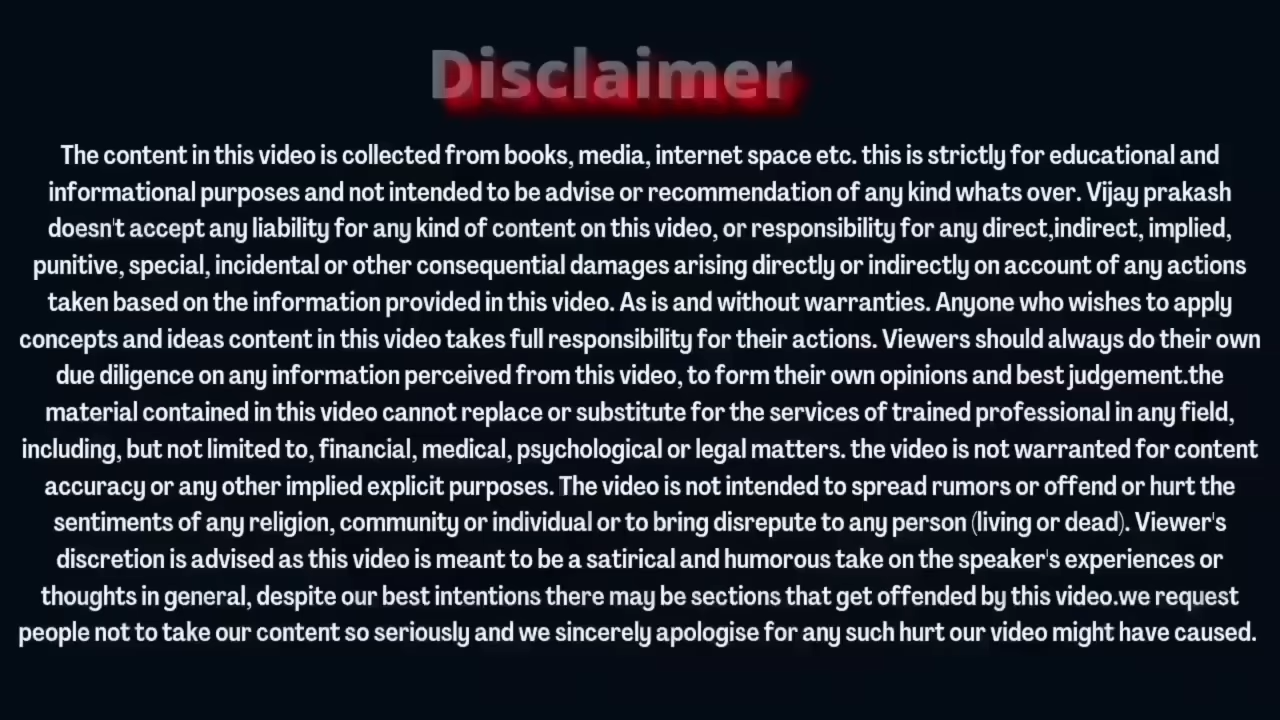 Disclaimer
The content in this video is collected from books, media, internet space etc. this is strictly for educational and
informational purposes and not intended to be advise or recommendation of any kind whats over. Vijay prakash
doesn't accept any liability for any kind of content on this video, or responsibility for any direct,indirect, implied,
punitive, special, incidental or other consequential damages arising directly or indirectly on account of any actions
taken based on the information provided in this video. As is and without warranties. Anyone who wishes to apply
concepts and ideas content in this video takes full responsibility for their actions. Viewers should always do their own
due diligence on any information perceived from this video, to form their own opinions and best judgement.the
material contained in this video cannot replace or substitute for the services of trained professional in any field,
including, but not limited to, financial, medical, psychological or legal matters. the video is not warranted for content
accuracy or any other implied explicit purposes. The video is not intended to spread rumors or offend or hurt the
sentiments of any religion, community or individual or to bring disrepute to any person (living or dead). Viewer's
discretion is advised as this video is meant to be a satirical and humorous take on the speaker's experiences or
thoughts in general, despite our best intentions there may be sections that get offended by this video.we request
people not to take our content so seriously and we sincerely apologise for any such hurt our video might have caused.